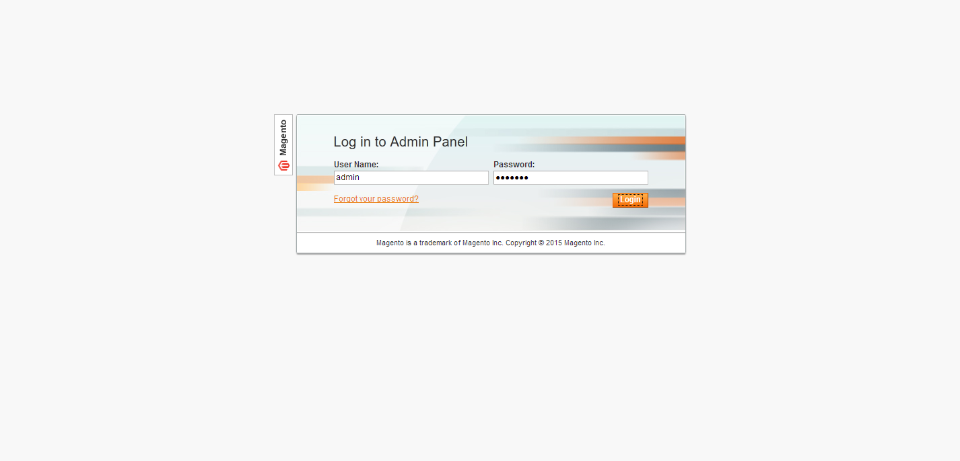 Magento
Log in to Admin Panel
User Name:
Password:
admin
•••••••
Forgot your password?
Login
Magento is a trademark of Magento Inc. Copyright © 2015 Magento Inc.